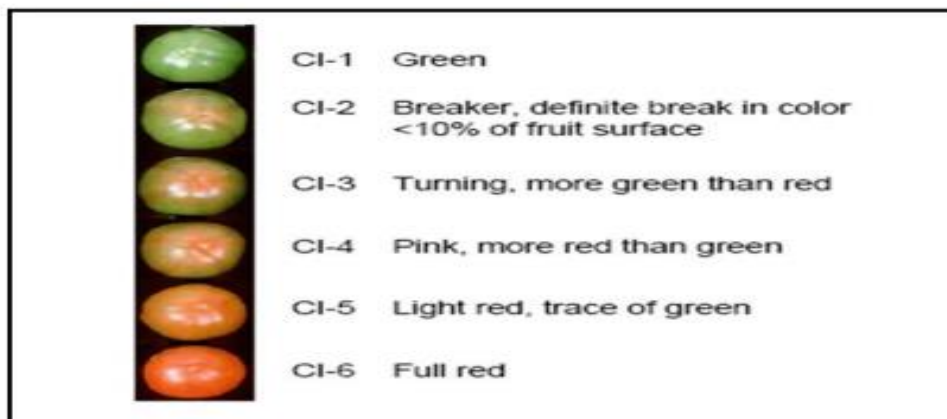 CI-1 Green
CI-2 Breaker, definite break in color
<10% of fruit surface
CI-3 Turning, more green than red
CI-4 Pink, more red than green
CI-5 Light red, trace of green
CI-6 Full red